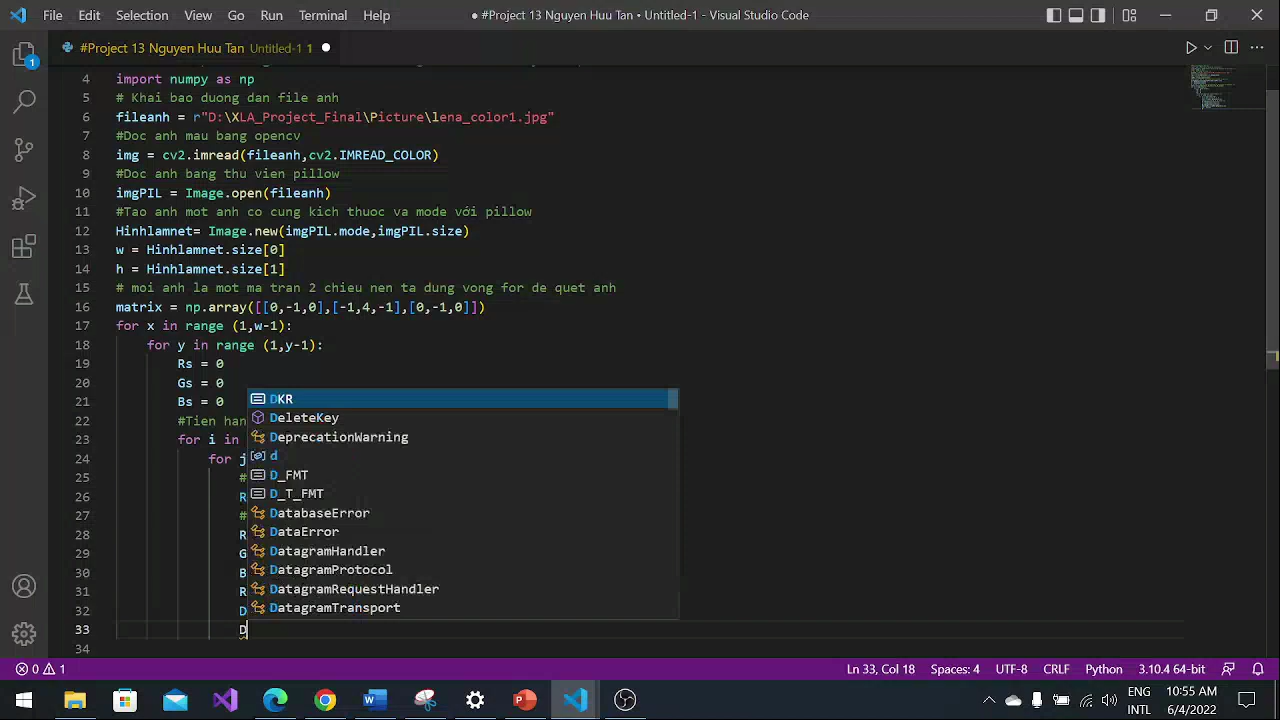 File Edit Selection View Go Run Terminal Help
● #Project 13 Nguyen Huu Tan • Untitled-1 - Visual Studio Code
#Project 13 Nguyen Huu Tan Untitled-1 1 ●
4 import numpy as np
5 # Khai bao duong dan file anh
6 fileanh = r"D:\XLA_Project_Final\Picture\lena_color1.jpg"
7 #Doc anh mau bang opencv
8 img = cv2.imread(fileanh,cv2.IMREAD_COLOR)
9 #Doc anh bang thu vien pillow
10 imgPIL = Image.open(fileanh)
11 #Tao anh mot anh co cung kich thuoc va mode với pillow
12 Hinhlamnet= Image.new(imgPIL.mode,imgPIL.size)
13 w = Hinhlamnet.size[0]
14 h = Hinhlamnet.size[1]
15 # moi anh la mot ma tran 2 chieu nen ta dung vong for de quet anh
16 matrix = np.array([[0,-1,0],[-1,4,-1],[0,-1,0]])
17 for x in range (1,w-1):
18 for y in range (1,y-1):
19 Rs = 0
20 Gs = 0
21 Bs = 0
22 #Tien han
23 for i in
24 for j
25 #
26 R
27 #
28 R
29 G
30 B
31 R
32 D
33 D
34
DKR
DeleteKey
DeprecationWarning
d
D_FMT
D_T_FMT
DatabaseError
DataError
DatagramHandler
DatagramProtocol
DatagramRequestHandler
DatagramTransport
1
0 1 Ln 33, Col 18 Spaces: 4 UTF-8 CRLF Python 3.10.4 64-bit
ENG
INTL
10:55 AM
6/4/2022